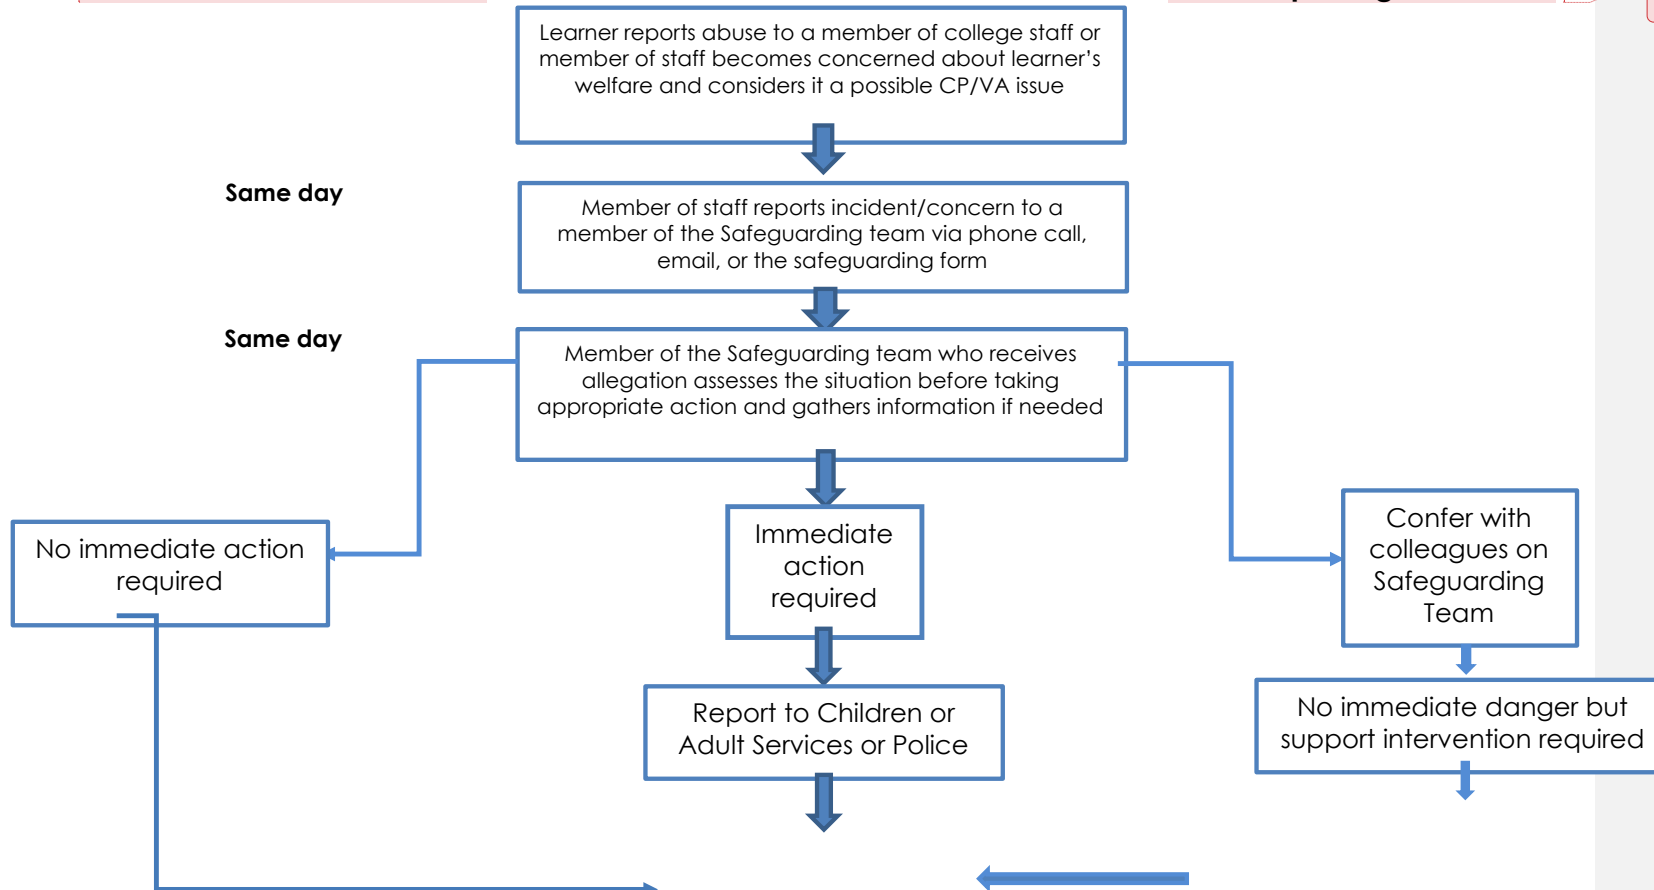 Learner reports abuse to a member of college staff or
member of staff becomes concerned about learner’s
welfare and considers it a possible CP/VA issue
Same day
Member of staff reports incident/concern to a
member of the Safeguarding team via phone call,
email, or the safeguarding form
Same day
Member of the Safeguarding team who receives
allegation assesses the situation before taking
appropriate action and gathers information if needed
No immediate action
required
Immediate
action
required
Confer with
colleagues on
Safeguarding
Team
Report to Children or
Adult Services or Police
No immediate danger but
support intervention required